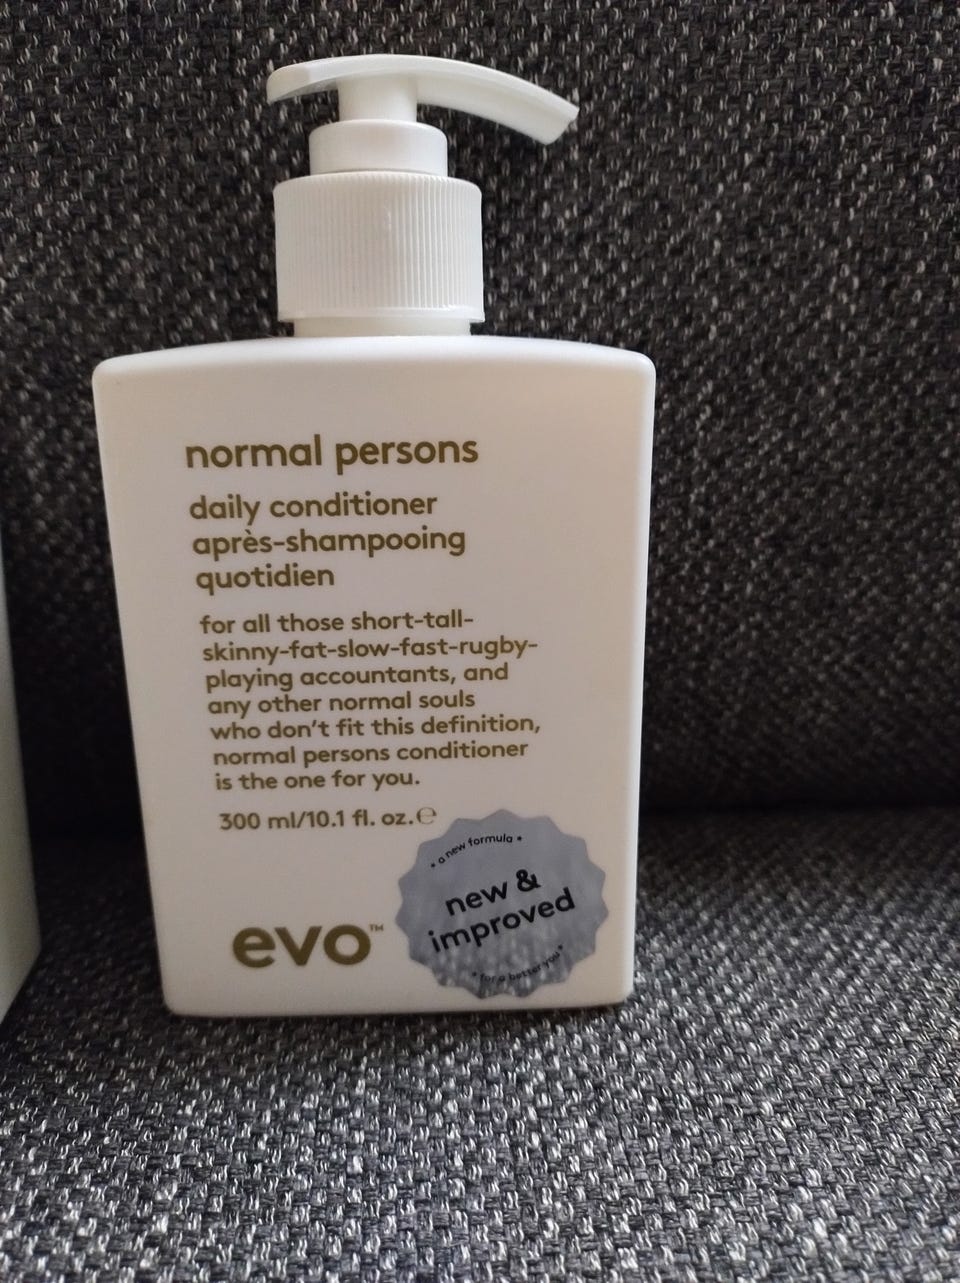 normal persons
daily conditioner
après-shampooing
quotidien
for all those short-tall-
skinny-fat-slow-fast-rugby-
playing accountants, and
any other normal souls
who don't fit this definition,
normal persons conditioner
is the one for you.
300 ml/10.1 fl. oz. ℮
evo™
• a new formula •
new &
improved
• for a better you •